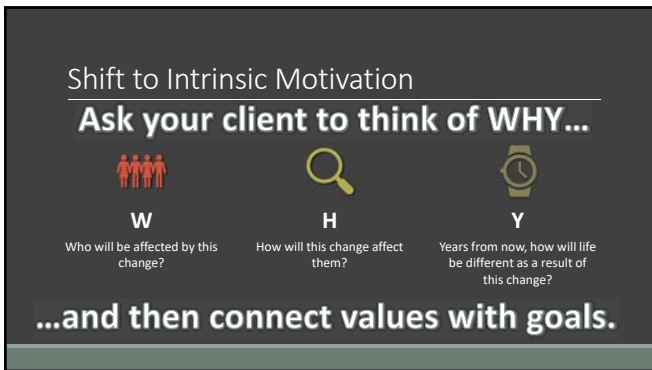 Shift to Intrinsic Motivation
Ask your client to think of WHY...
W
Who will be affected by this
change?
H
How will this change affect
them?
Y
Years from now, how will life
be different as a result of
this change?
...and then connect values with goals.